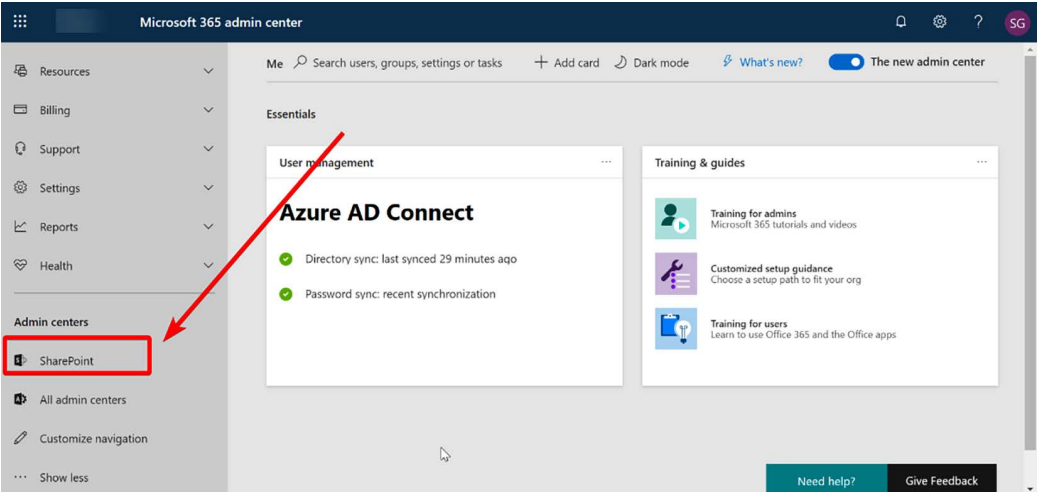 Microsoft 365 admin center
?
SG
Resources
Billing
Support
Settings
Reports
Health
Admin centers
SharePoint
All admin centers
Customize navigation
Show less
Me Search users, groups, settings or tasks + Add card Dark mode What's new? The new admin center
Essentials
User management
Azure AD Connect
Directory sync: last synced 29 minutes ago
Password sync: recent synchronization
Training & guides
Training for admins
Microsoft 365 tutorials and videos
Customized setup guidance
Choose a setup path to fit your org
Training for users
Learn to use Office 365 and the Office apps
Need help?
Give Feedback